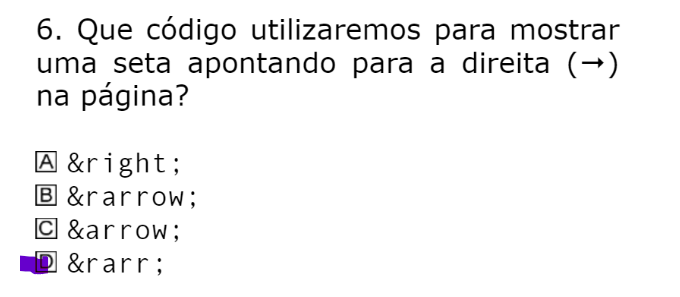 6. Que código utilizaremos para mostrar
uma seta apontando para a direita (→)
na página?
A &right;
B &rarrow;
C &arrow;
D &rarr;